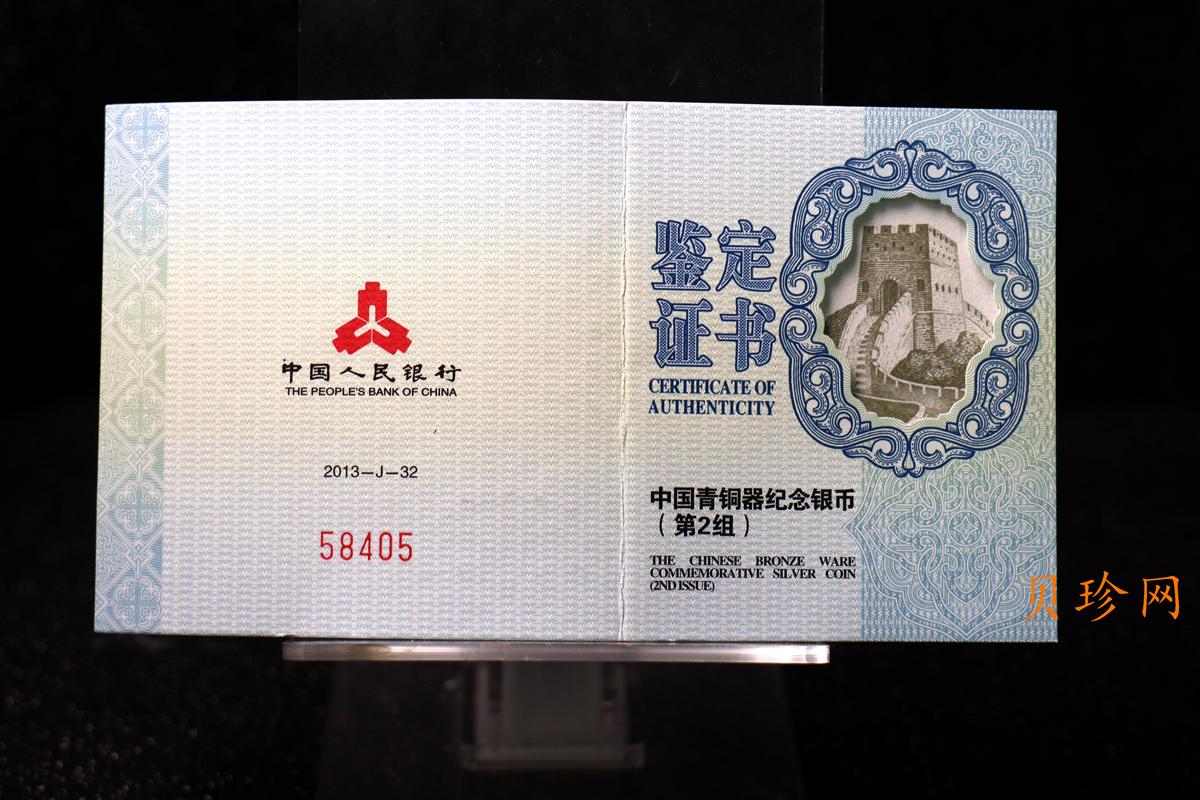 中国人民银行
THE PEOPLE'S BANK OF CHINA
2013—J—32
58405
鉴定
证书
CERTIFICATE OF
AUTHENTICITY
中国青铜器纪念银币
（第2组）
THE CHINESE BRONZE WARE
COMMEMORATIVE SILVER COIN
(2ND ISSUE)
贝珍网